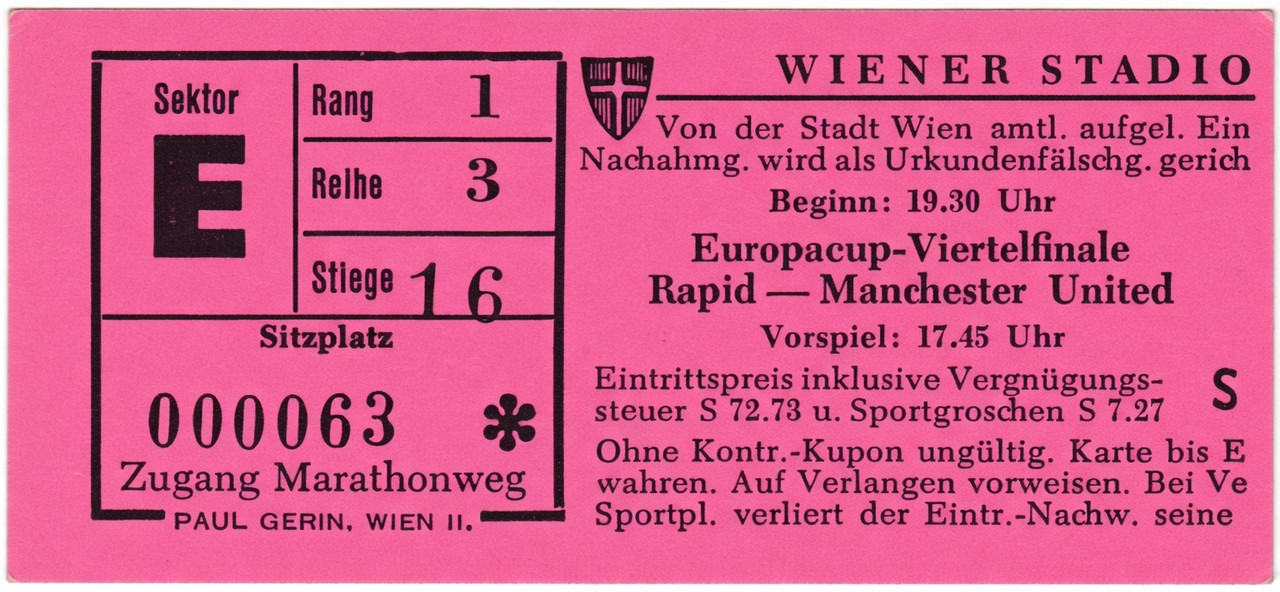 Sektor
E
Rang 1
Reihe 3
Stiege 16
Sitzplatz
000063 *
Zugang Marathonweg
PAUL GERIN, WIEN II.
WIENER STADIO
Von der Stadt Wien amtl. aufgel. Ein
Nachahmg. wird als Urkundenfälschg. gerich
Beginn: 19.30 Uhr
Europacup-Viertelfinale
Rapid — Manchester United
Vorspiel: 17.45 Uhr
Eintrittspreis inklusive Vergnügungs-
steuer S 72.73 u. Sportgroschen S 7.27
S
Ohne Kontr.-Kupon ungültig. Karte bis E
wahren. Auf Verlangen vorweisen. Bei Ve
Sportpl. verliert der Eintr.-Nachw. seine